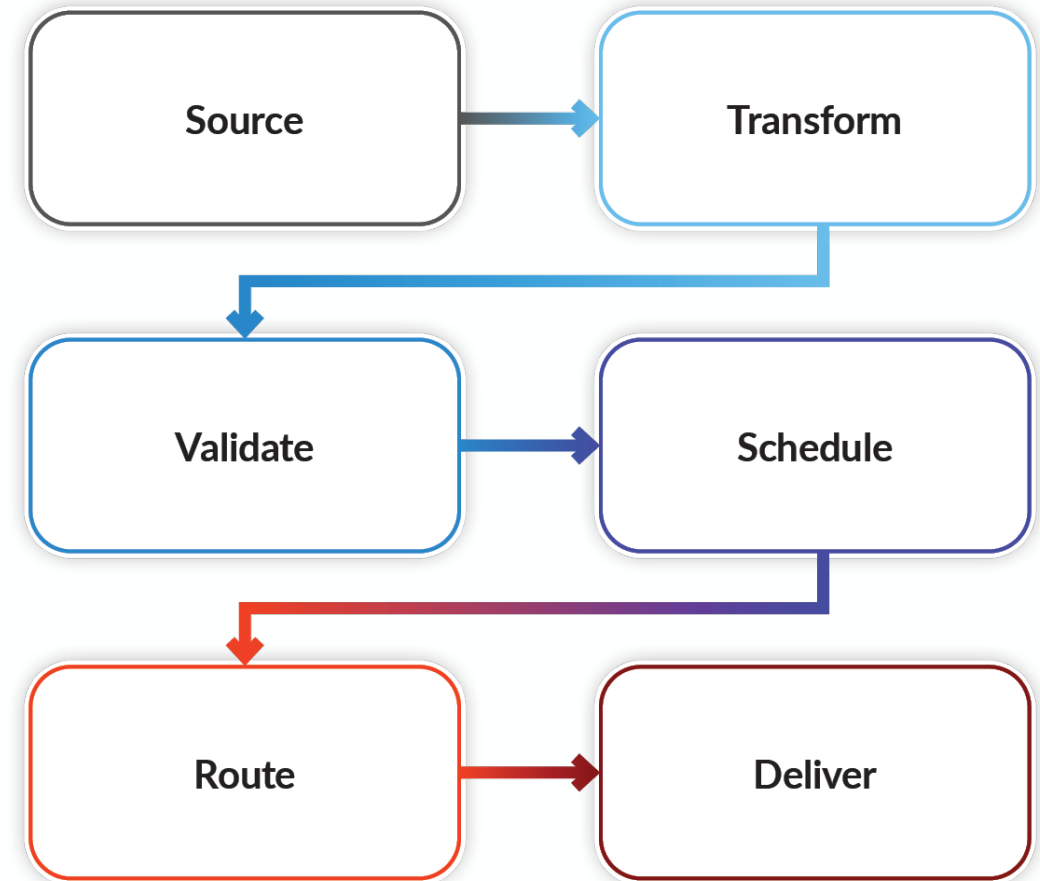 Source
Transform
Validate
Schedule
Route
Deliver